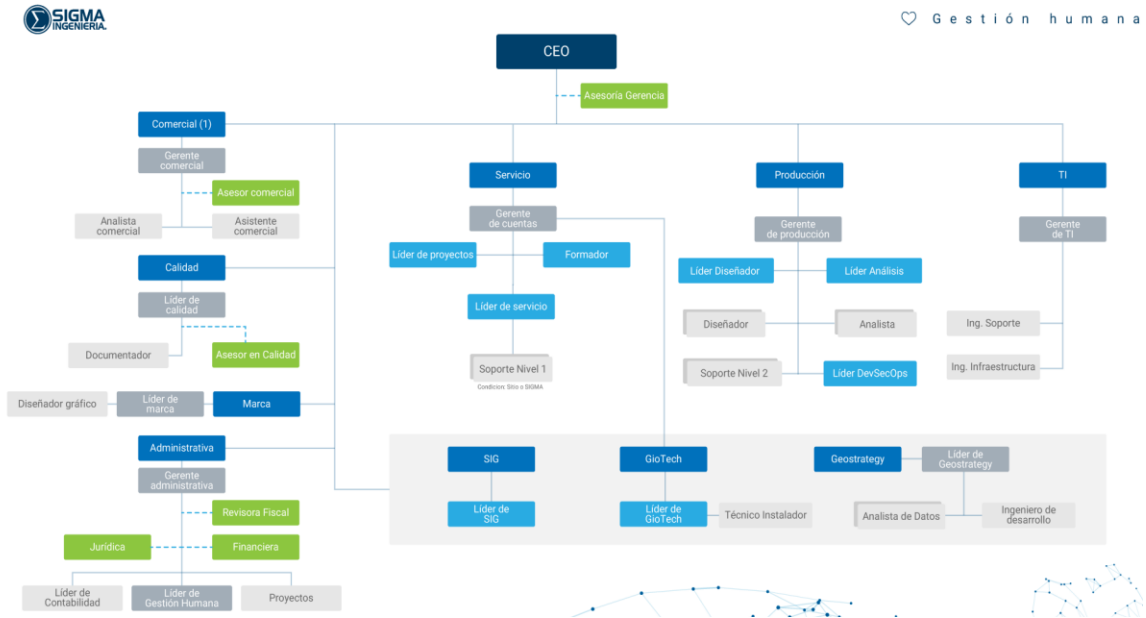 SIGMA
INGENIERIA.
Gestión humana
CEO
Asesoría Gerencia
Comercial (1)
Gerente
comercial
Asesor comercial
Analista
comercial
Asistente
comercial
Calidad
Líder de
calidad
Documentador
Asesor en Calidad
Diseñador gráfico
Líder de
marca
Marca
Administrativa
Gerente
administrativa
Revisora Fiscal
Jurídica
Financiera
Líder de
Contabilidad
Líder de
Gestión Humana
Proyectos
Servicio
Gerente
de cuentas
Líder de proyectos
Formador
Líder de servicio
Soporte Nivel 1
Condicion: Sitio o SIGMA
Producción
Gerente
de producción
Líder Diseñador
Líder Análisis
Diseñador
Analista
Soporte Nivel 2
Líder DevSecOps
TI
Gerente
de TI
Ing. Soporte
Ing. Infraestructura
SIG
Líder de
SIG
GioTech
Líder de
GioTech
Técnico Instalador
Geostrategy
Líder de
Geostrategy
Analista de Datos
Ingeniero de
desarrollo